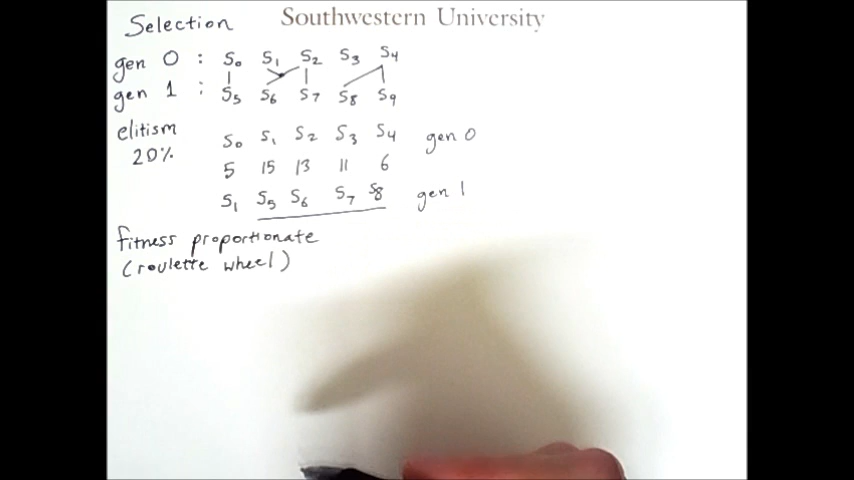 Southwestern University
Selection
gen 0 : S₀ S₁ S₂ S₃ S₄
gen 1 : S₅ S₆ S₇ S₈ S₉
elitism
20%
S₀ S₁ S₂ S₃ S₄ gen 0
5 15 13 11 6
S₁ S₅ S₆ S₇ S₈ gen 1
fitness proportionate
(roulette wheel)